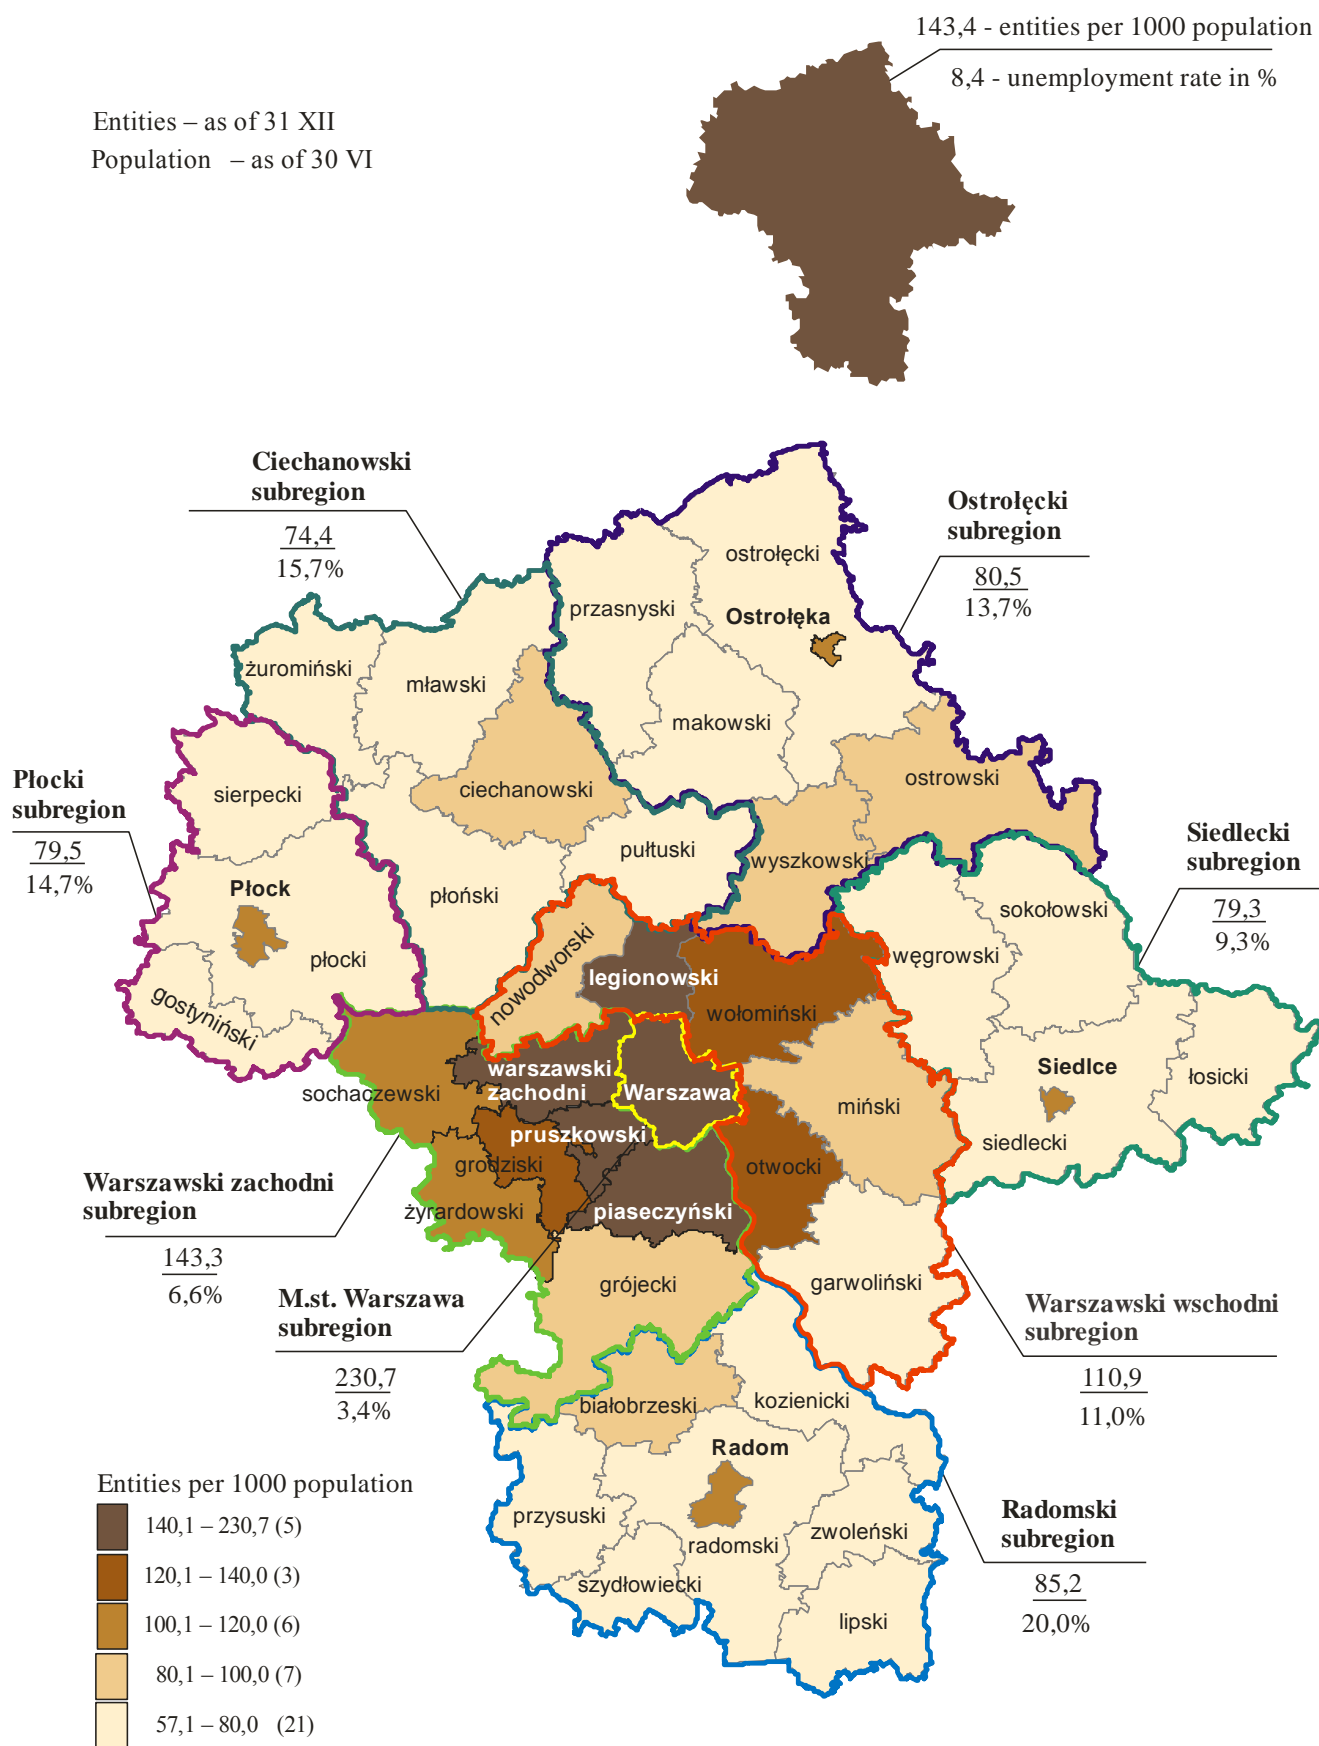 143,4 - entities per 1000 population
8,4 - unemployment rate in %
Entities – as of 31 XII
Population – as of 30 VI
Ciechanowski
subregion
74,4
15,7%
Ostrołęcki
subregion
80,5
13,7%
ostrołęcki
przasnyski
Ostrołęka
żuromiński
mławski
makowski
Płocki
subregion
79,5
14,7%
sierpecki
ciechanowski
ostrowski
Siedlecki
subregion
79,3
9,3%
pułtuski
wyszkowski
Płock
płoński
sokołowski
płocki
nowodworski
legionowski
węgrowski
gostyniński
wołomiński
warszawski
zachodni
Warszawa
Siedlce
łosicki
sochaczewski
miński
pruszkowski
siedlecki
grodziski
otwocki
Warszawski zachodni
subregion
143,3
6,6%
żyrardowski
piaseczyński
grójecki
garwoliński
M.st. Warszawa
subregion
230,7
3,4%
Warszawski wschodni
subregion
110,9
11,0%
białobrzeski
kozienicki
Radom
przysuski
radomski
zwoleński
Radomski
subregion
85,2
20,0%
szydłowiecki
lipski
Entities per 1000 population
140,1 – 230,7 (5)
120,1 – 140,0 (3)
100,1 – 120,0 (6)
80,1 – 100,0 (7)
57,1 – 80,0 (21)